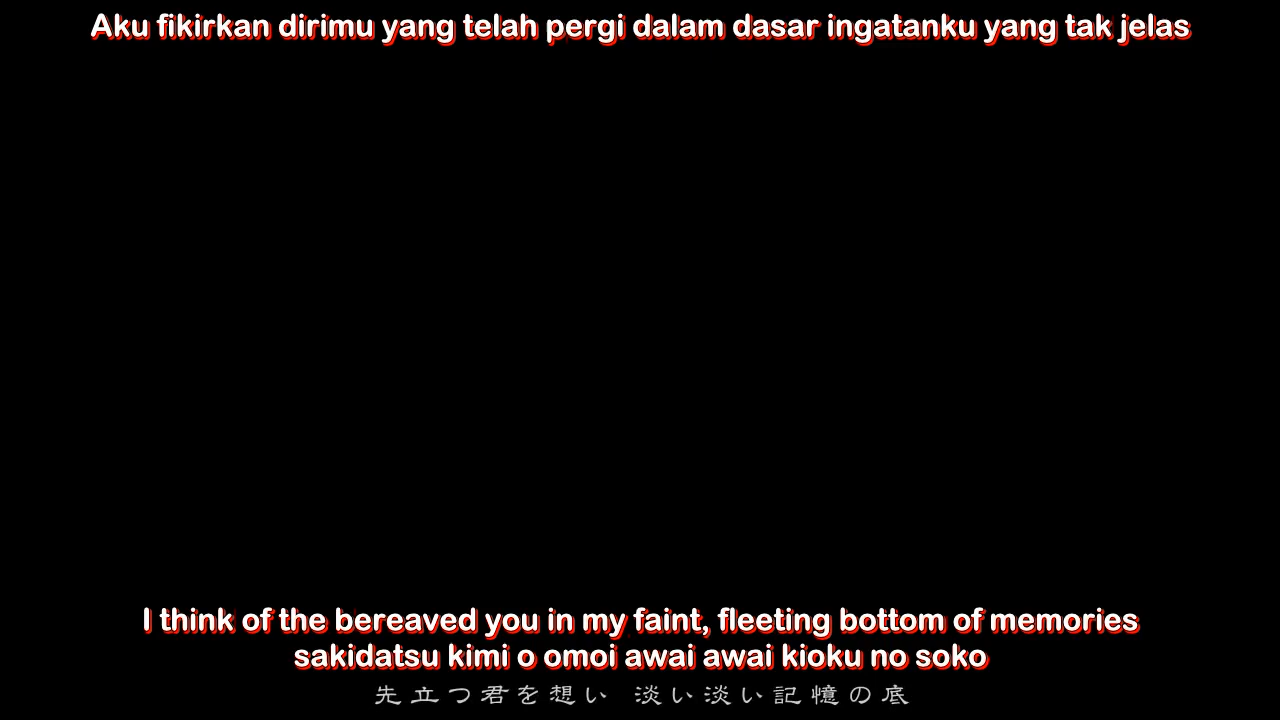 Aku fikirkan dirimu yang telah pergi dalam dasar ingatanku yang tak jelas
I think of the bereaved you in my faint, fleeting bottom of memories
sakidatsu kimi o omoi awai awai kioku no soko
先立つ君を想い 淡い淡い記憶の底